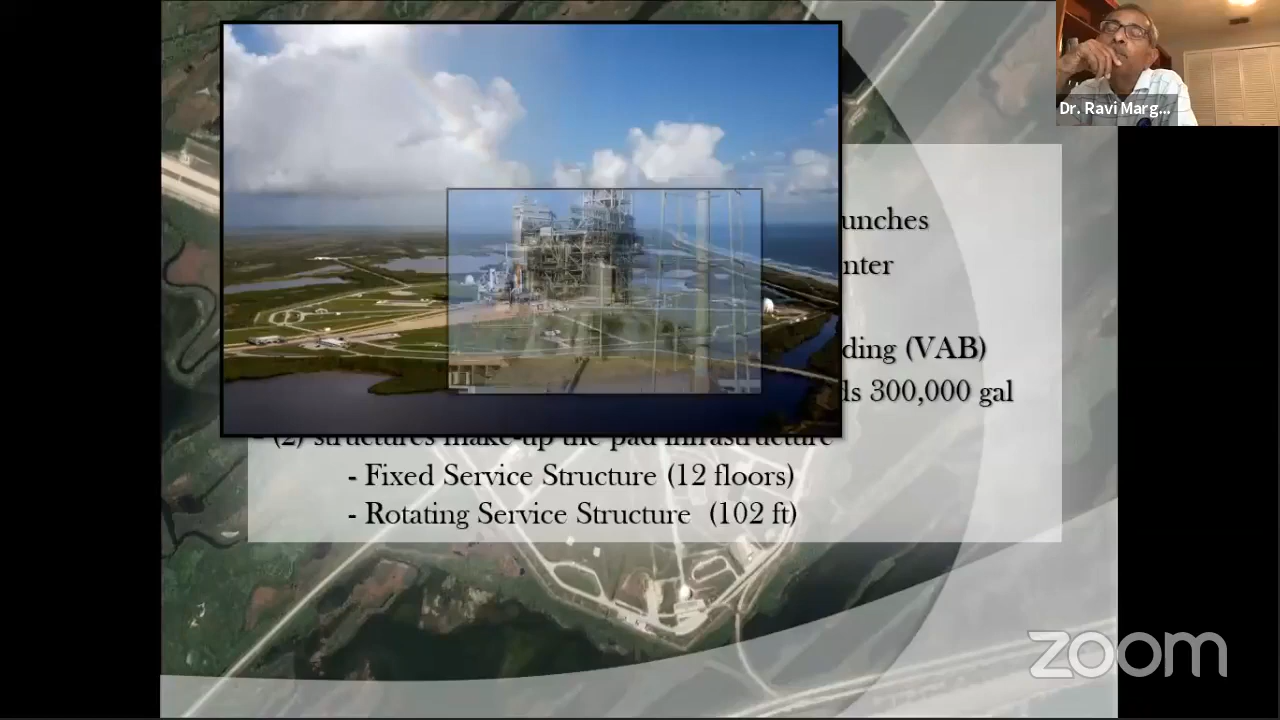 Dr. Ravi Marg...
unches
nter
ding (VAB)
ds 300,000 gal
- (2) structures make-up the pad infrastructure
- Fixed Service Structure (12 floors)
- Rotating Service Structure (102 ft)
zoom